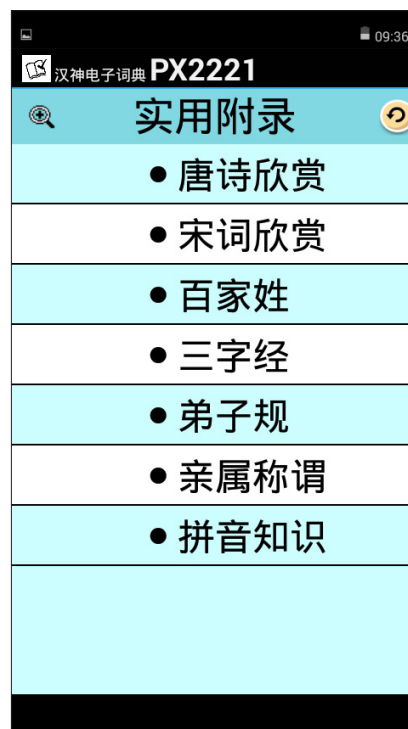 09:36
汉神电子词典 PX2221
实用附录
● 唐诗欣赏
● 宋词欣赏
● 百家姓
● 三字经
● 弟子规
● 亲属称谓
● 拼音知识